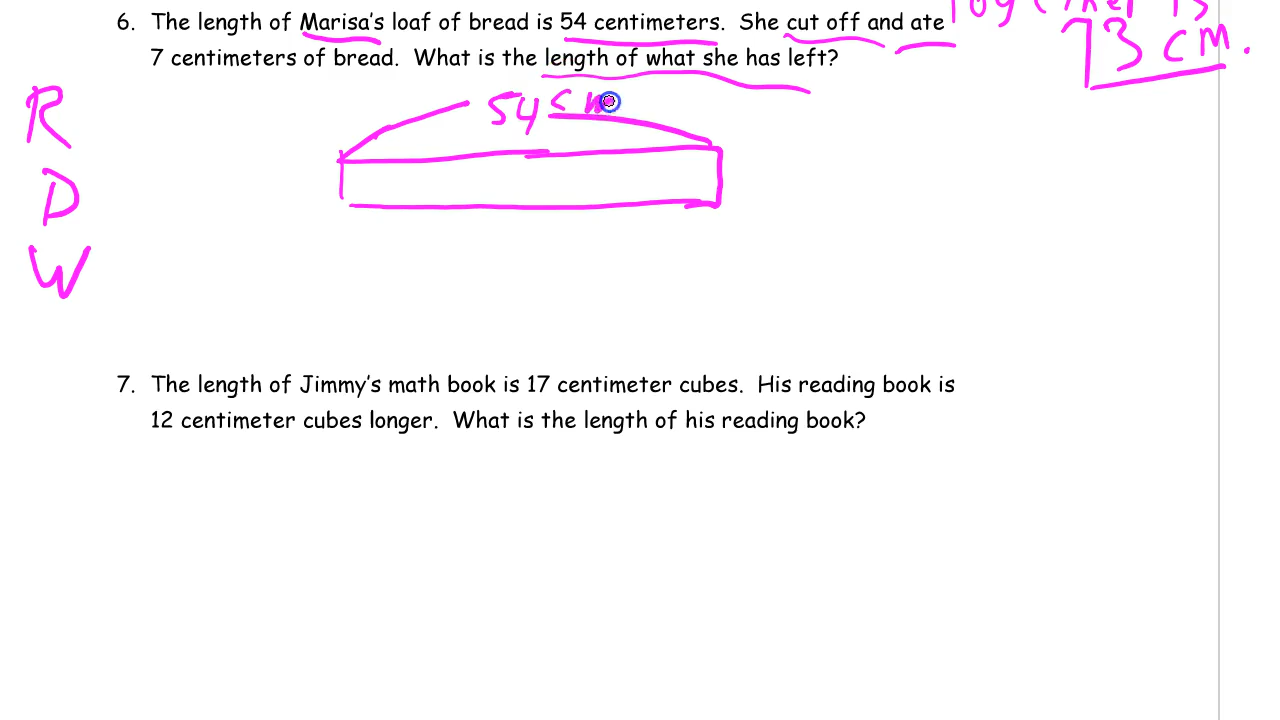 together is
73 cm.
6. The length of Marisa's loaf of bread is 54 centimeters. She cut off and ate
7 centimeters of bread. What is the length of what she has left?
R
54 cm
D
W
7. The length of Jimmy's math book is 17 centimeter cubes. His reading book is
12 centimeter cubes longer. What is the length of his reading book?